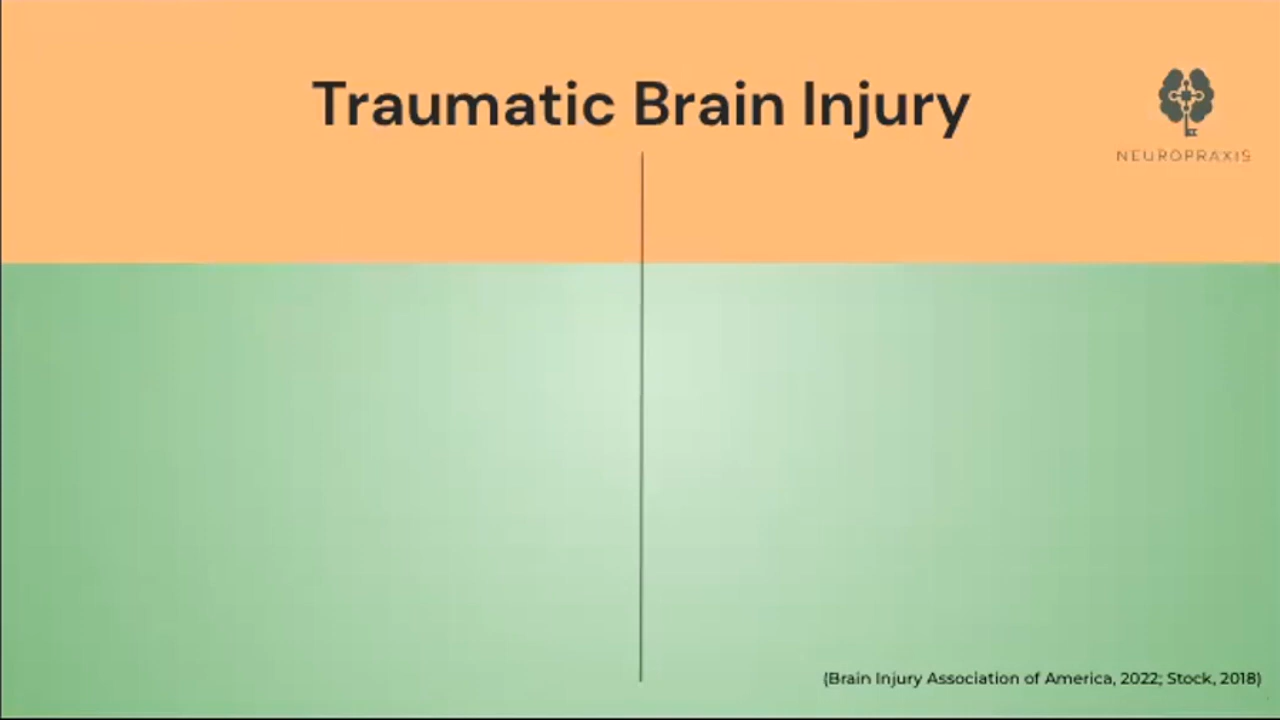 Traumatic Brain Injury
NEUROPRAXIS
(Brain Injury Association of America, 2022; Stock, 2018)